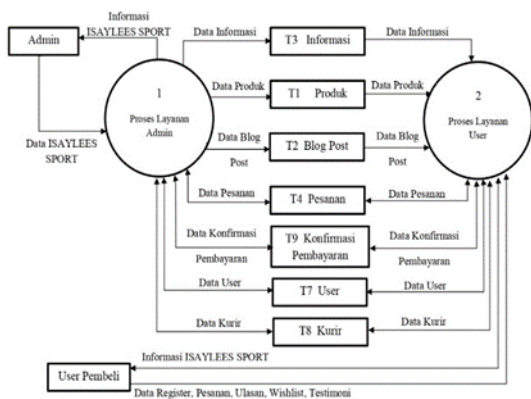 Informasi
ISAYLEES SPORT
Admin
Data Informasi
T3 Informasi
Data Informasi
1
Proses Layanan
Admin
2
Proses Layanan
User
Data Produk
T1 Produk
Data Produk
Data ISAYLEES
SPORT
Data Blog
Post
T2 Blog Post
Data Blog
Post
Data Pesanan
T4 Pesanan
Data Pesanan
Data Konfirmasi
Pembayaran
T9 Konfirmasi
Pembayaran
Data Konfirmasi
Pembayaran
Data User
T7 User
Data User
Data Kurir
T8 Kurir
Data Kurir
Informasi ISAYLEES SPORT
User Pembeli
Data Register, Pesanan, Ulasan, Wishlist, Testimoni